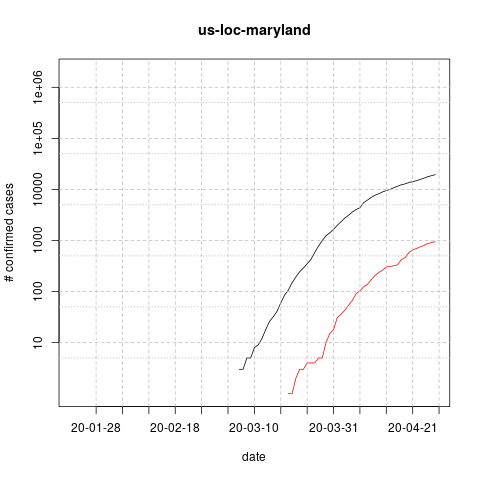 us-loc-maryland
# confirmed cases
1e+06
1e+05
10000
1000
100
10
20-01-28 20-02-18 20-03-10 20-03-31 20-04-21
date